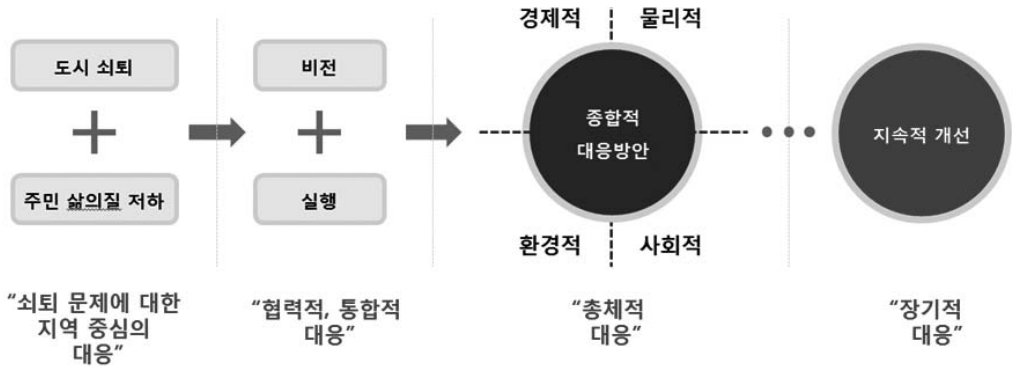 경제적 물리적
도시 쇠퇴
비전
종합적
대응방안
지속적 개선
주민 삶의질 저하
실행
환경적 사회적
“쇠퇴 문제에 대한
지역 중심의
대응”
“협력적, 통합적
대응”
“총체적
대응”
“장기적
대응”